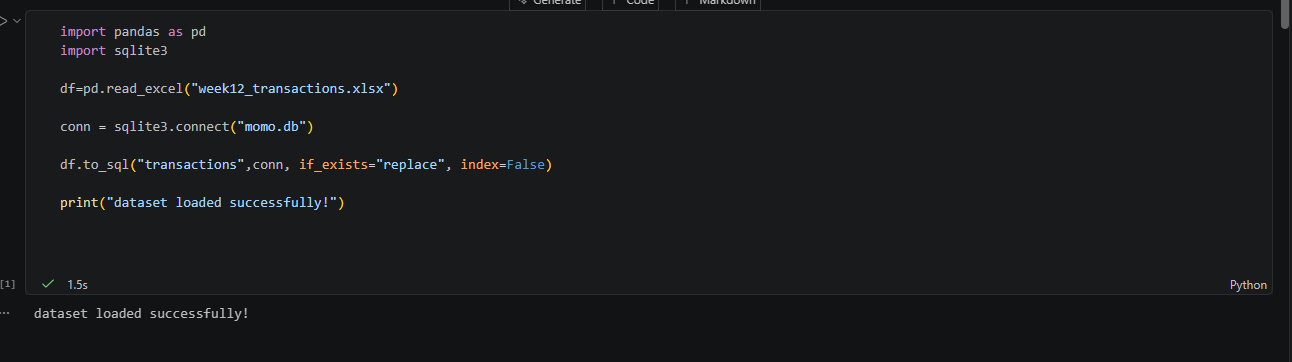 Generate Code Markdown
import pandas as pd
import sqlite3
df=pd.read_excel("week12_transactions.xlsx")
conn = sqlite3.connect("momo.db")
df.to_sql("transactions",conn, if_exists="replace", index=False)
print("dataset loaded successfully!")
[1] 1.5s Python
dataset loaded successfully!